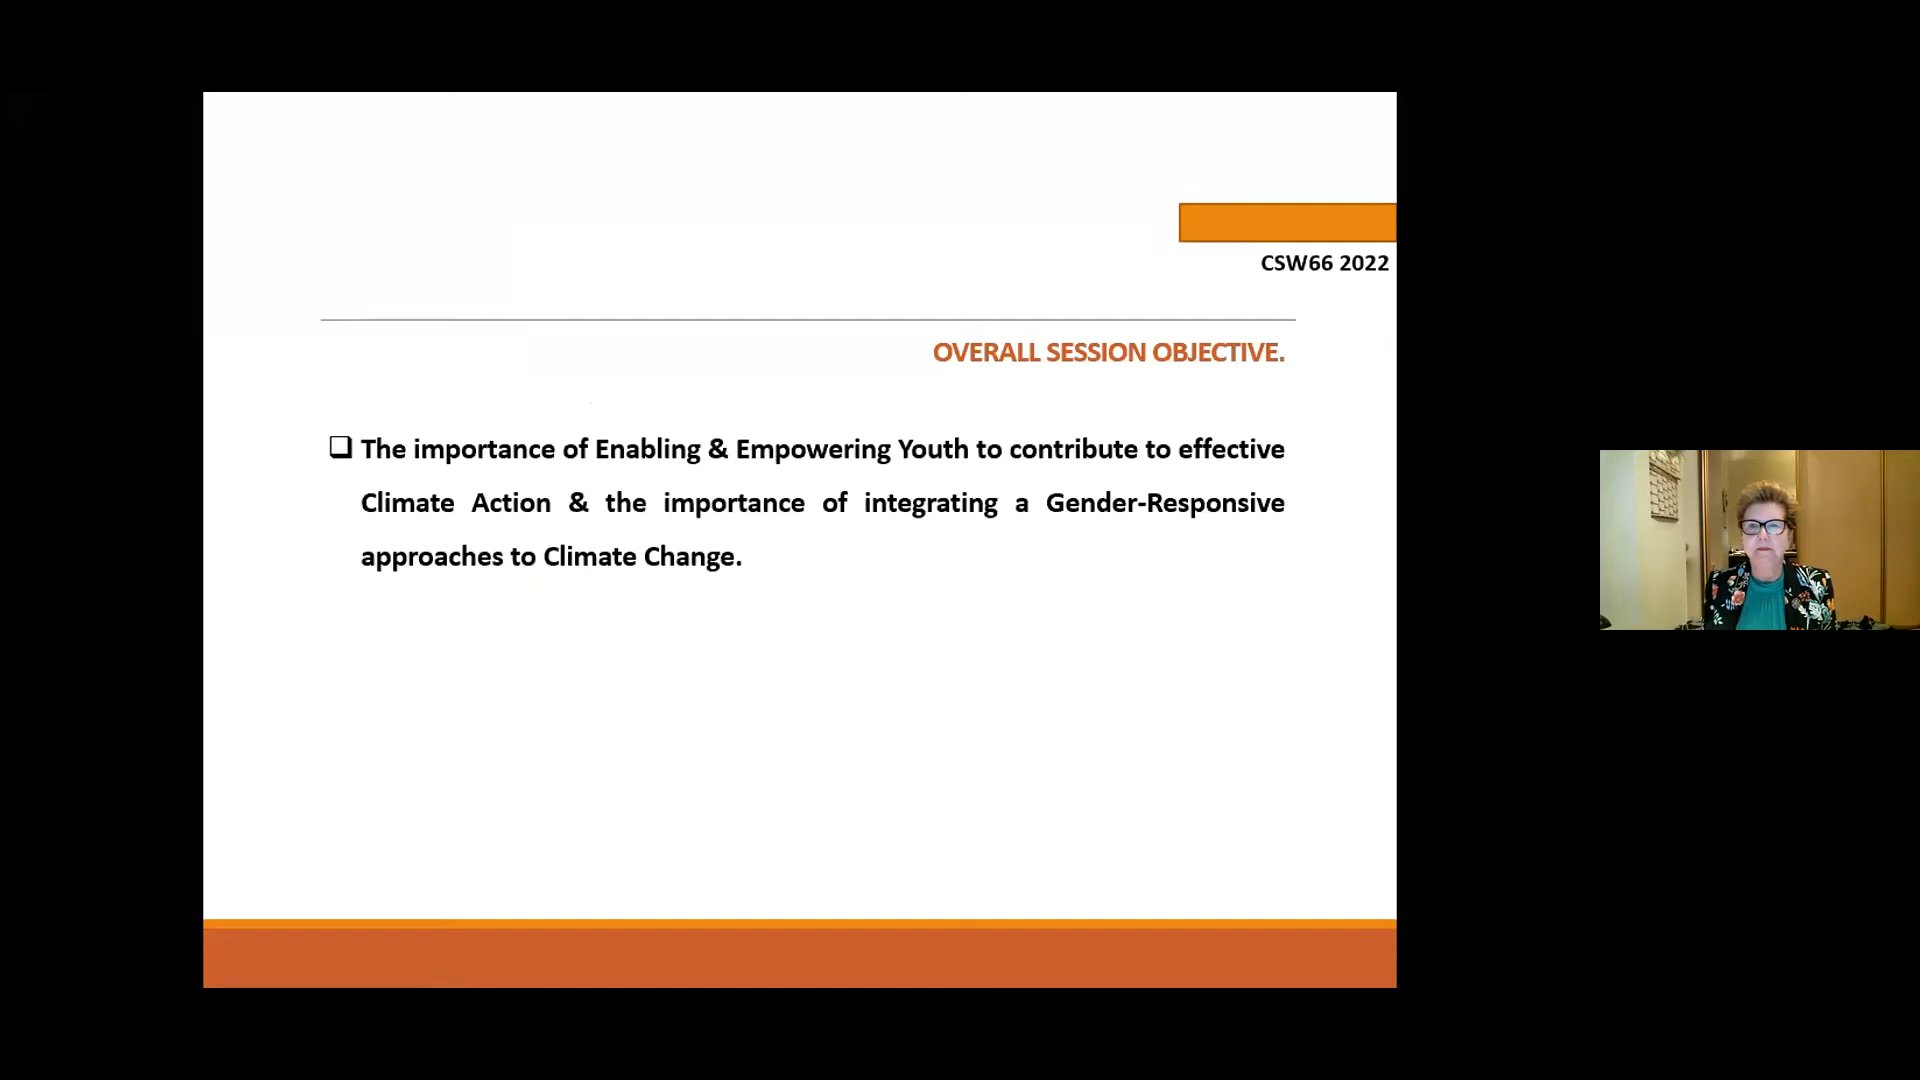 CSW66 2022
OVERALL SESSION OBJECTIVE.
The importance of Enabling & Empowering Youth to contribute to effective
Climate Action & the importance of integrating a Gender-Responsive
approaches to Climate Change.